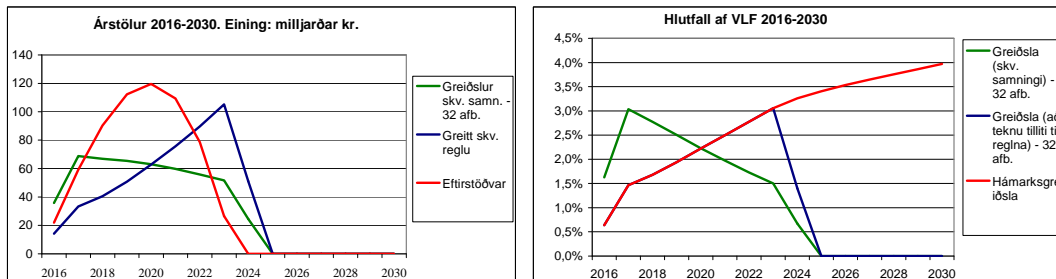 Árstölur 2016-2030. Eining: milljarðar kr.
140
120
100
80
60
40
20
0
2016 2018 2020 2022 2024 2026 2028 2030
Greiðslur
skv. samn. -
32 afb.
Greitt skv.
reglu
Eftirstöðvar
Hlutfall af VLF 2016-2030
4,5%
4,0%
3,5%
3,0%
2,5%
2,0%
1,5%
1,0%
0,5%
0,0%
2016 2018 2020 2022 2024 2026 2028 2030
Greiðsla
(skv.
samningi) -
32 afb.
Greiðsla (að
teknu tilliti ti
reglna) - 32
afb.
Hámarksgre
iðsla